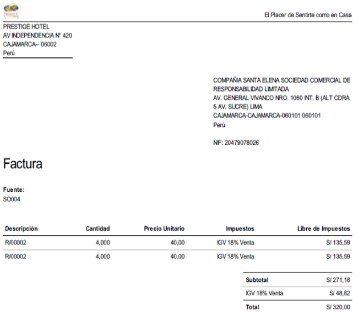 El Placer de Sentirte como en Casa
PRESTIGE HOTEL
AV INDEPENDENCIA N° 420
CAJAMARCA-- 06002
Perú
COMPAÑIA SANTA ELENA SOCIEDAD COMERCIAL DE
RESPONSABILIDAD LIMITADA
AV. GENERAL VIVANCO NRO. 1060 INT. B (ALT CDRA
5 AV. SUCRE) LIMA
CAJAMARCA-CAJAMARCA-060101 060101
Perú
NIF: 20479078026
Factura
Fuente:
SO004
Descripción Cantidad Precio Unitario Impuestos Libre de Impuestos
R/00002 4,000 40,00 IGV 18% Venta S/ 135,59
R/00002 4,000 40,00 IGV 18% Venta S/ 135,59
Subtotal S/ 271,18
IGV 18% Venta S/ 48,82
Total S/ 320,00